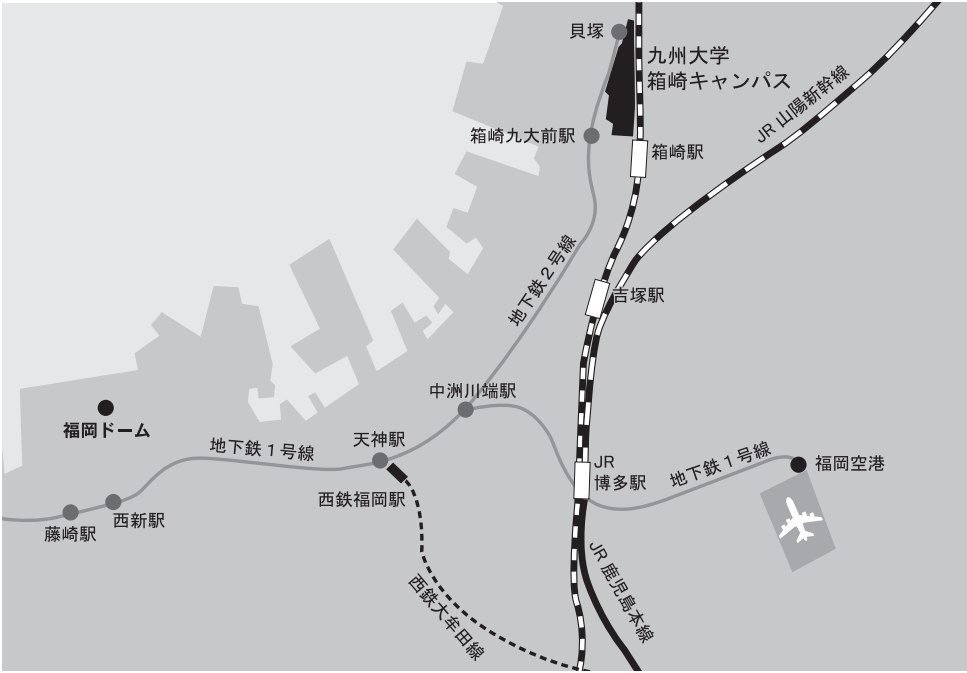 貝塚
九州大学
箱崎キャンパス
JR 山陽新幹線
箱崎九大前駅
箱崎駅
地下鉄2号線
吉塚駅
中洲川端駅
福岡ドーム
地下鉄1号線
天神駅
JR
博多駅
地下鉄1号線
福岡空港
西鉄福岡駅
西新駅
藤崎駅
JR 鹿児島本線
西鉄大牟田線